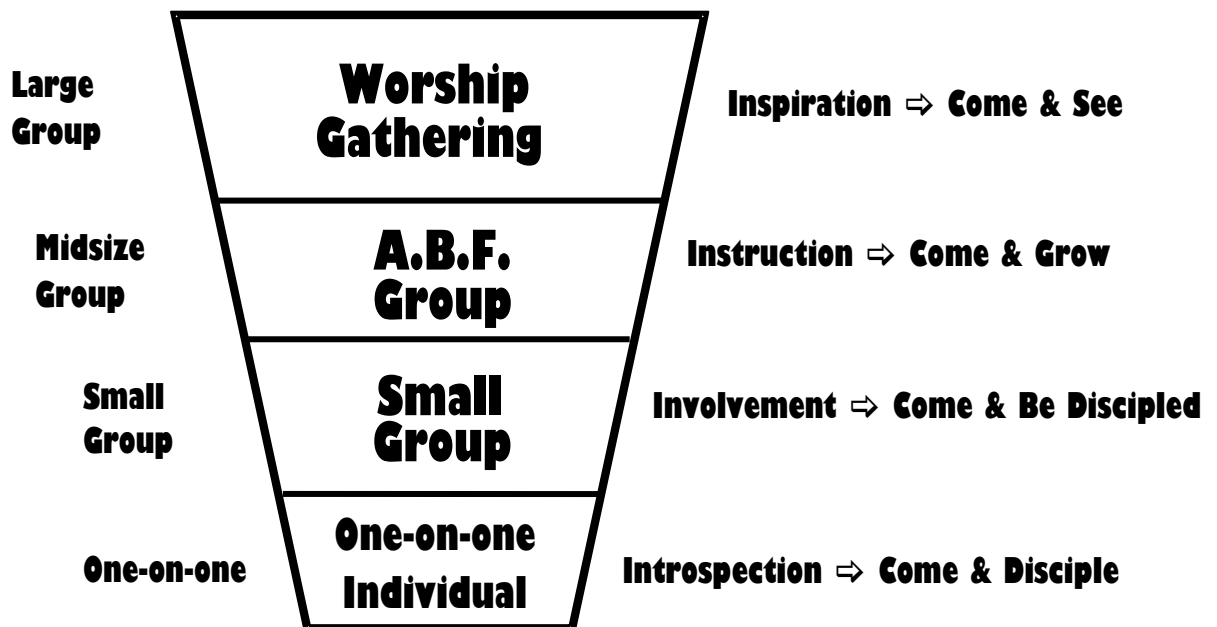 Large
Group
Worship
Gathering
Inspiration ⇨ Come & See
Midsize
Group
A.B.F.
Group
Instruction ⇨ Come & Grow
Small
Group
Small
Group
Involvement ⇨ Come & Be Discipled
One-on-one
One-on-one
Individual
Introspection ⇨ Come & Disciple